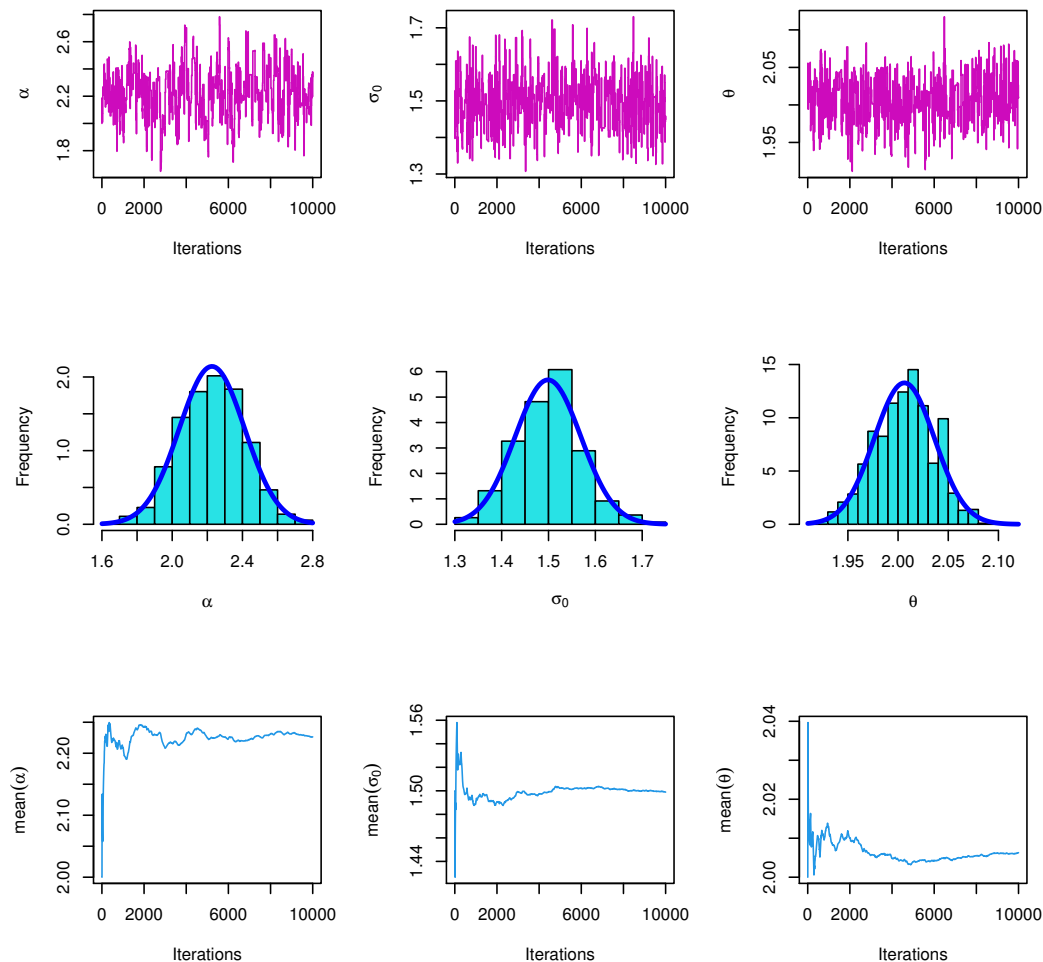 α
1.8 2.2 2.6
0 2000 6000 10000
Iterations
σ0
1.3 1.5 1.7
0 2000 6000 10000
Iterations
θ
1.95 2.05
0 2000 6000 10000
Iterations
Frequency
0.0 1.0 2.0
1.6 2.0 2.4 2.8
α
Frequency
0 1 2 3 4 5 6
1.3 1.4 1.5 1.6 1.7
σ0
Frequency
0 5 10 15
1.95 2.00 2.05 2.10
θ
mean(α)
2.00 2.10 2.20
0 2000 6000 10000
Iterations
mean(σ0)
1.44 1.50 1.56
0 2000 6000 10000
Iterations
mean(θ)
2.00 2.02 2.04
0 2000 6000 10000
Iterations